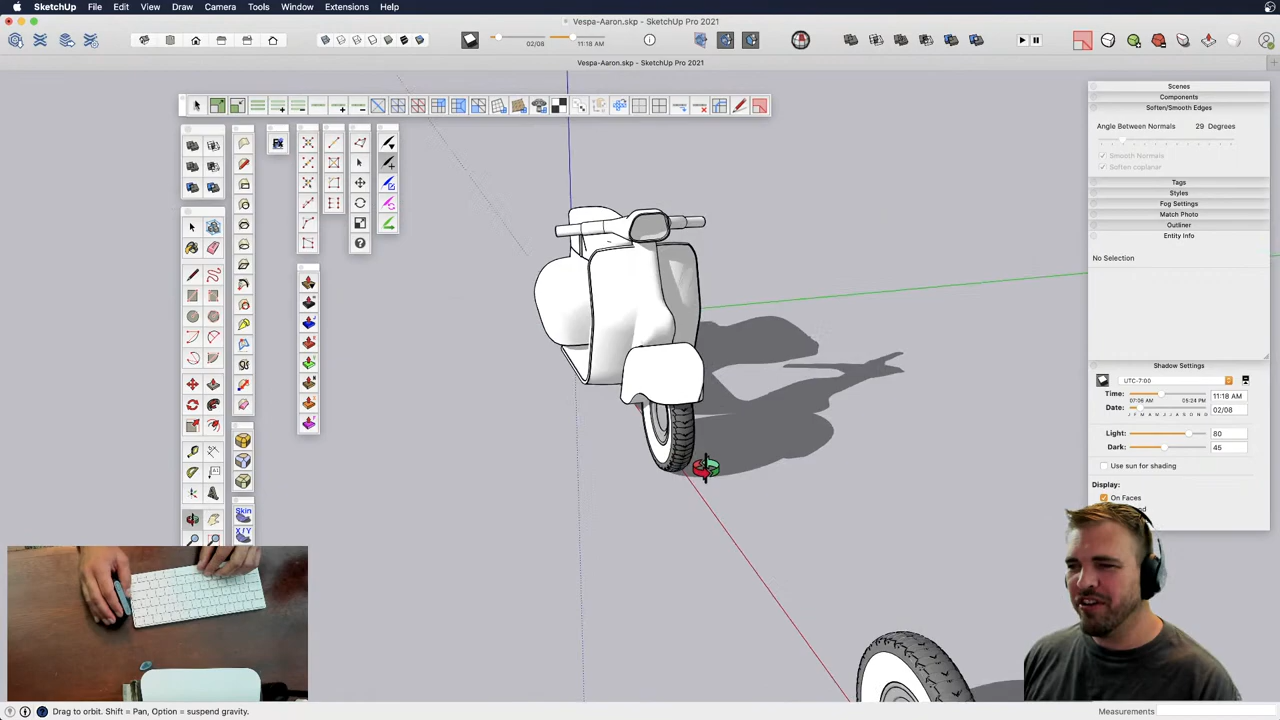 SketchUp File Edit View Draw Camera Tools Window Extensions Help
Vespa-Aaron.skp - SketchUp Pro 2021
02/08 11:18 AM
Vespa-Aaron.skp - SketchUp Pro 2021
Scenes
Components
Soften/Smooth Edges
Angle Between Normals 29 Degrees
Smooth Normals
Soften coplanar
Tags
Styles
Fog Settings
Match Photo
Outliner
Entity Info
No Selection
Shadow Settings
UTC-7:00
Time: 07:06 AM 05:24 PM 11:18 AM
Date: J F M A M J J A S O N D 02/08
Light: 80
Dark: 45
Use sun for shading
Display:
On Faces
Skin
X/Y
A1
Drag to orbit. Shift = Pan, Option = suspend gravity.
Measurements